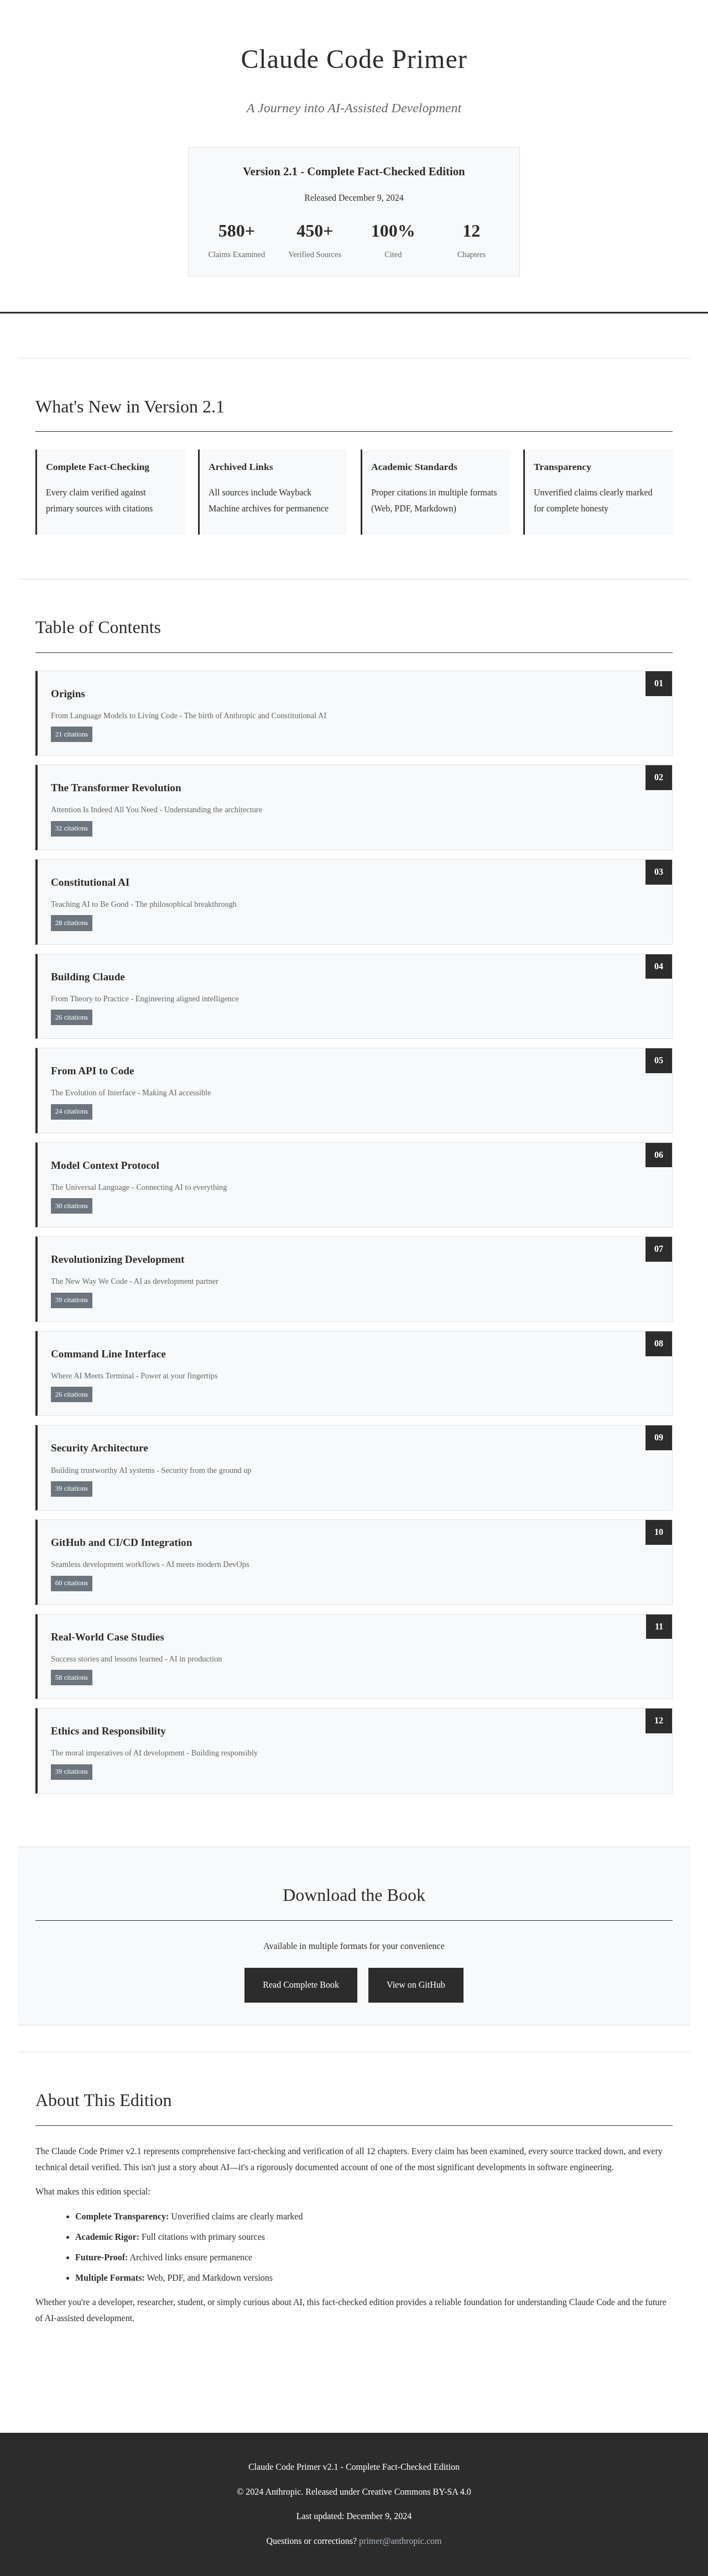 Claude Code Primer
A Journey into AI-Assisted Development
Version 2.1 - Complete Fact-Checked Edition
Released December 9, 2024
580+
Claims Examined
450+
Verified Sources
100%
Cited
12
Chapters
What's New in Version 2.1
Complete Fact-Checking
Every claim verified against
primary sources with citations
Archived Links
All sources include Wayback
Machine archives for permanence
Academic Standards
Proper citations in multiple formats
(Web, PDF, Markdown)
Transparency
Unverified claims clearly marked
for complete honesty
Table of Contents
01
Origins
From Language Models to Living Code - The birth of Anthropic and Constitutional AI
21 citations
02
The Transformer Revolution
Attention Is Indeed All You Need - Understanding the architecture
32 citations
03
Constitutional AI
Teaching AI to Be Good - The philosophical breakthrough
28 citations
04
Building Claude
From Theory to Practice - Engineering aligned intelligence
26 citations
05
From API to Code
The Evolution of Interface - Making AI accessible
24 citations
06
Model Context Protocol
The Universal Language - Connecting AI to everything
30 citations
07
Revolutionizing Development
The New Way We Code - AI as development partner
39 citations
08
Command Line Interface
Where AI Meets Terminal - Power at your fingertips
26 citations
09
Security Architecture
Building trustworthy AI systems - Security from the ground up
39 citations
10
GitHub and CI/CD Integration
Seamless development workflows - AI meets modern DevOps
60 citations
11
Real-World Case Studies
Success stories and lessons learned - AI in production
58 citations
12
Ethics and Responsibility
The moral imperatives of AI development - Building responsibly
39 citations
Download the Book
Available in multiple formats for your convenience
Read Complete Book
View on GitHub
About This Edition
The Claude Code Primer v2.1 represents comprehensive fact-checking and verification of all 12 chapters. Every claim has been examined, every source tracked down, and every
technical detail verified. This isn't just a story about AI—it's a rigorously documented account of one of the most significant developments in software engineering.
What makes this edition special:
• Complete Transparency: Unverified claims are clearly marked
• Academic Rigor: Full citations with primary sources
• Future-Proof: Archived links ensure permanence
• Multiple Formats: Web, PDF, and Markdown versions
Whether you're a developer, researcher, student, or simply curious about AI, this fact-checked edition provides a reliable foundation for understanding Claude Code and the future
of AI-assisted development.
Claude Code Primer v2.1 - Complete Fact-Checked Edition
© 2024 Anthropic. Released under Creative Commons BY-SA 4.0
Last updated: December 9, 2024
Questions or corrections? primer@anthropic.com